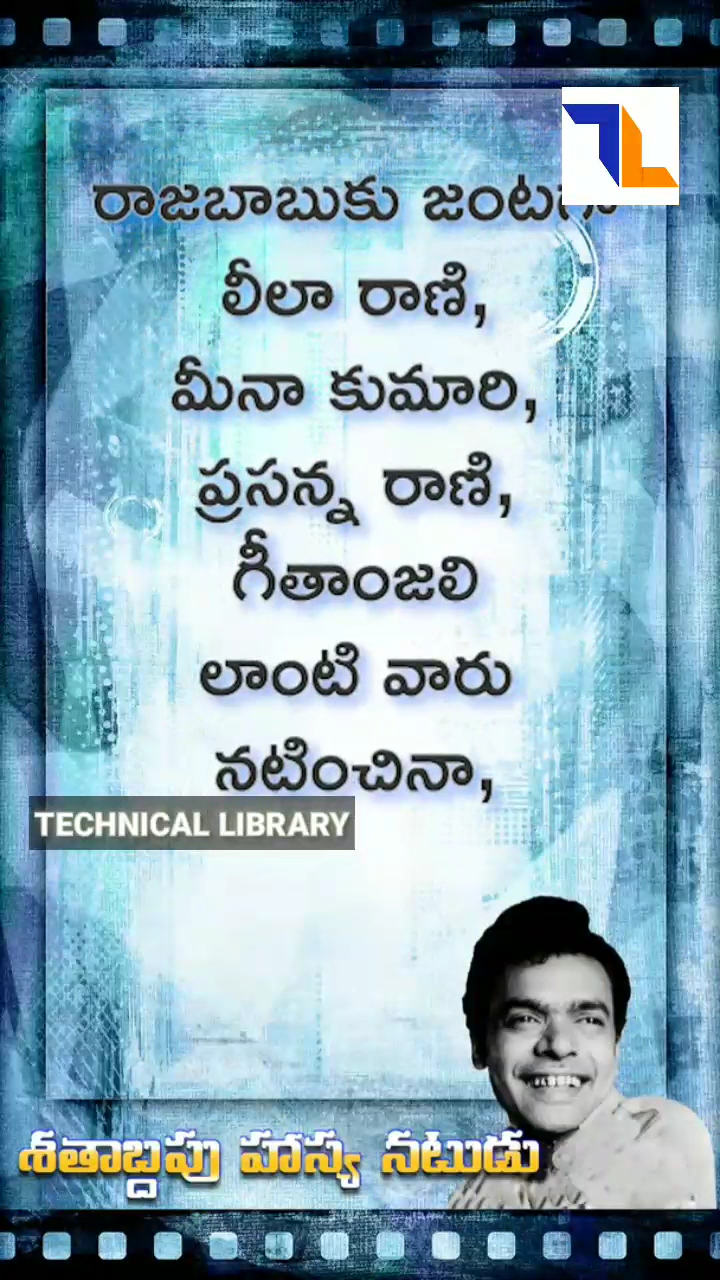 రాజబాబుకు
లీలా రాణి,
మీనా కుమారి,
ప్రసన్న రాణి,
గీతాంజలి
లాంటి వారు
నటించినా,
TECHNICAL LIBRARY
శతాబ్దపు హాస్య నటుడు